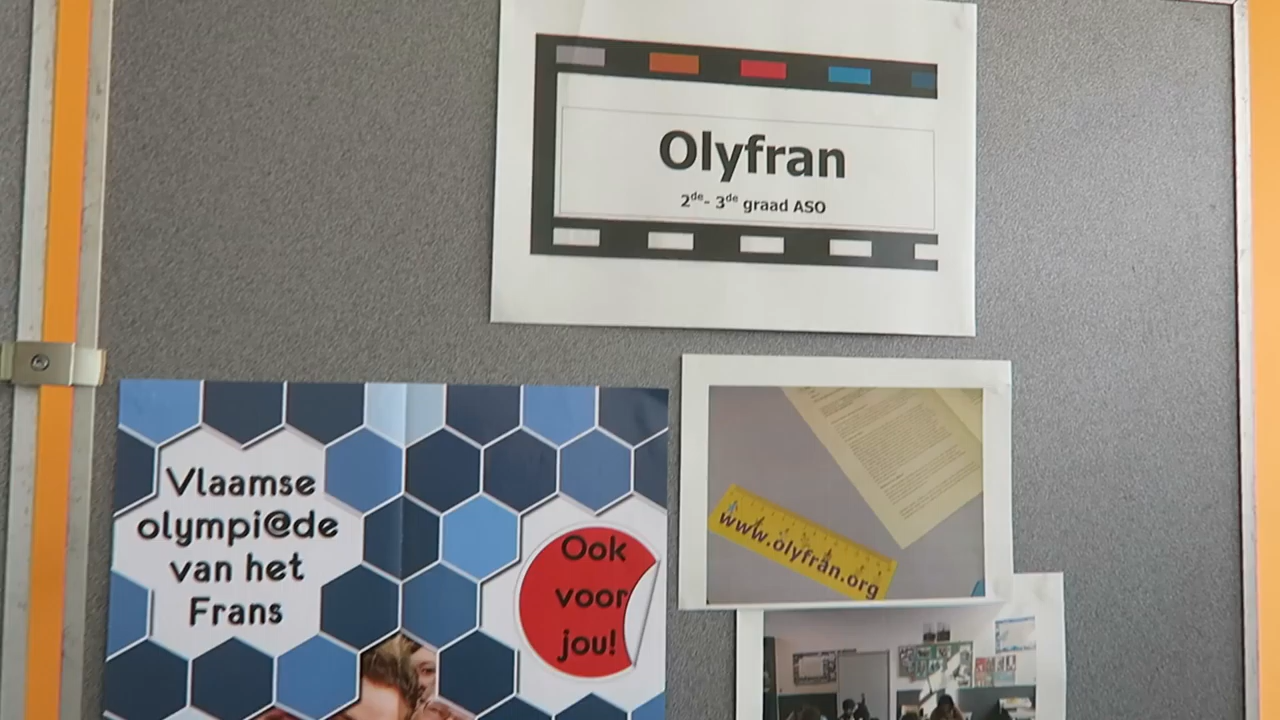 Olyfran
2de- 3de graad ASO
Vlaamse
olympi@de
van het
Frans
Ook
voor
jou!
www.olyfran.org